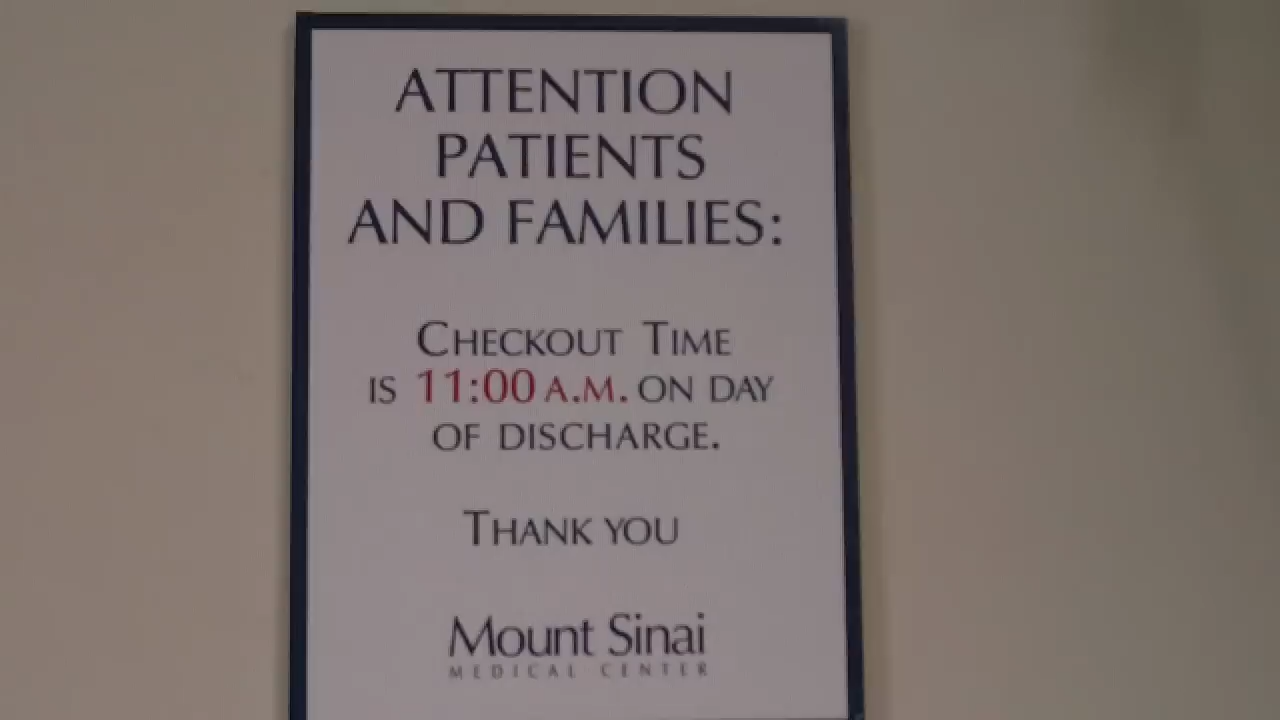 ATTENTION
PATIENTS
AND FAMILIES:
CHECKOUT TIME
IS 11:00 A.M. ON DAY
OF DISCHARGE.
THANK YOU
Mount Sinai
MEDICAL CENTER